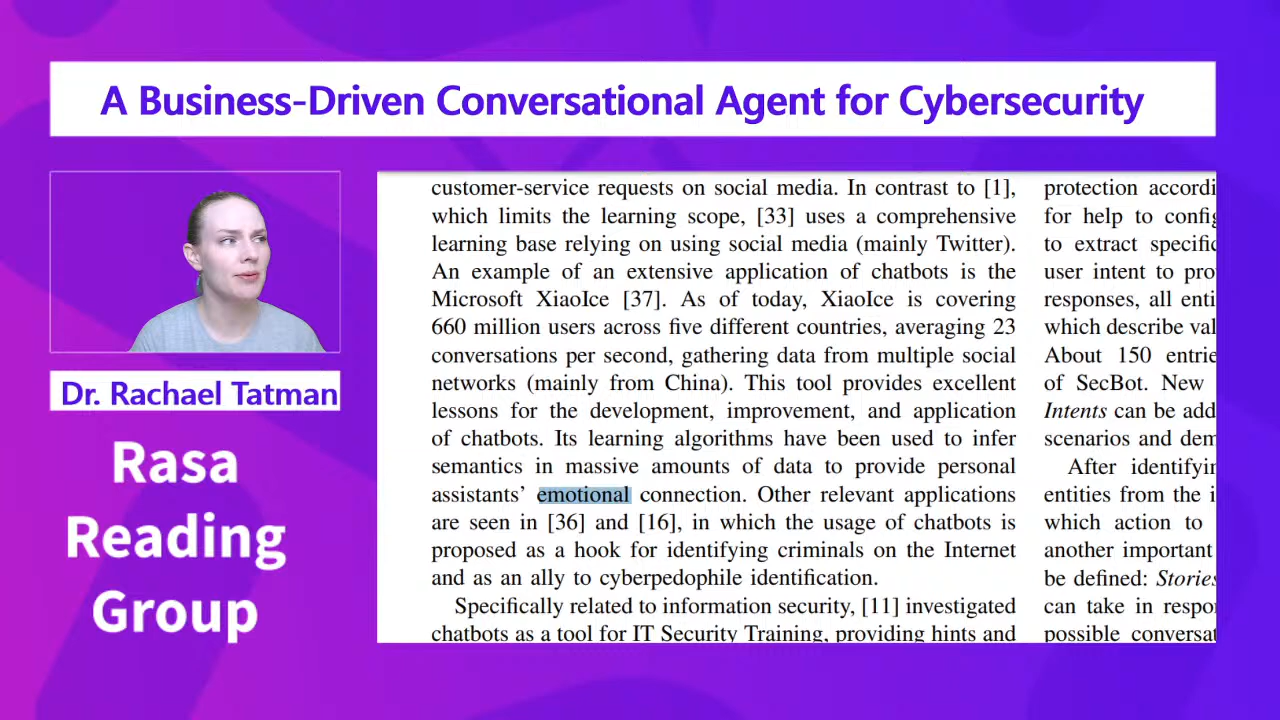 A Business-Driven Conversational Agent for Cybersecurity
Dr. Rachael Tatman
Rasa
Reading
Group
customer-service requests on social media. In contrast to [1],
which limits the learning scope, [33] uses a comprehensive
learning base relying on using social media (mainly Twitter).
An example of an extensive application of chatbots is the
Microsoft XiaoIce [37]. As of today, XiaoIce is covering
660 million users across five different countries, averaging 23
conversations per second, gathering data from multiple social
networks (mainly from China). This tool provides excellent
lessons for the development, improvement, and application
of chatbots. Its learning algorithms have been used to infer
semantics in massive amounts of data to provide personal
assistants' emotional connection. Other relevant applications
are seen in [36] and [16], in which the usage of chatbots is
proposed as a hook for identifying criminals on the Internet
and as an ally to cyberpedophile identification.
Specifically related to information security, [11] investigated
chatbots as a tool for IT Security Training, providing hints and
protection accordi
for help to config
to extract specific
user intent to pro
responses, all enti
which describe val
About 150 entrie
of SecBot. New
Intents can be add
scenarios and dem
After identifyin
entities from the i
which action to
another important
be defined: Stories
can take in respo
possible conversat